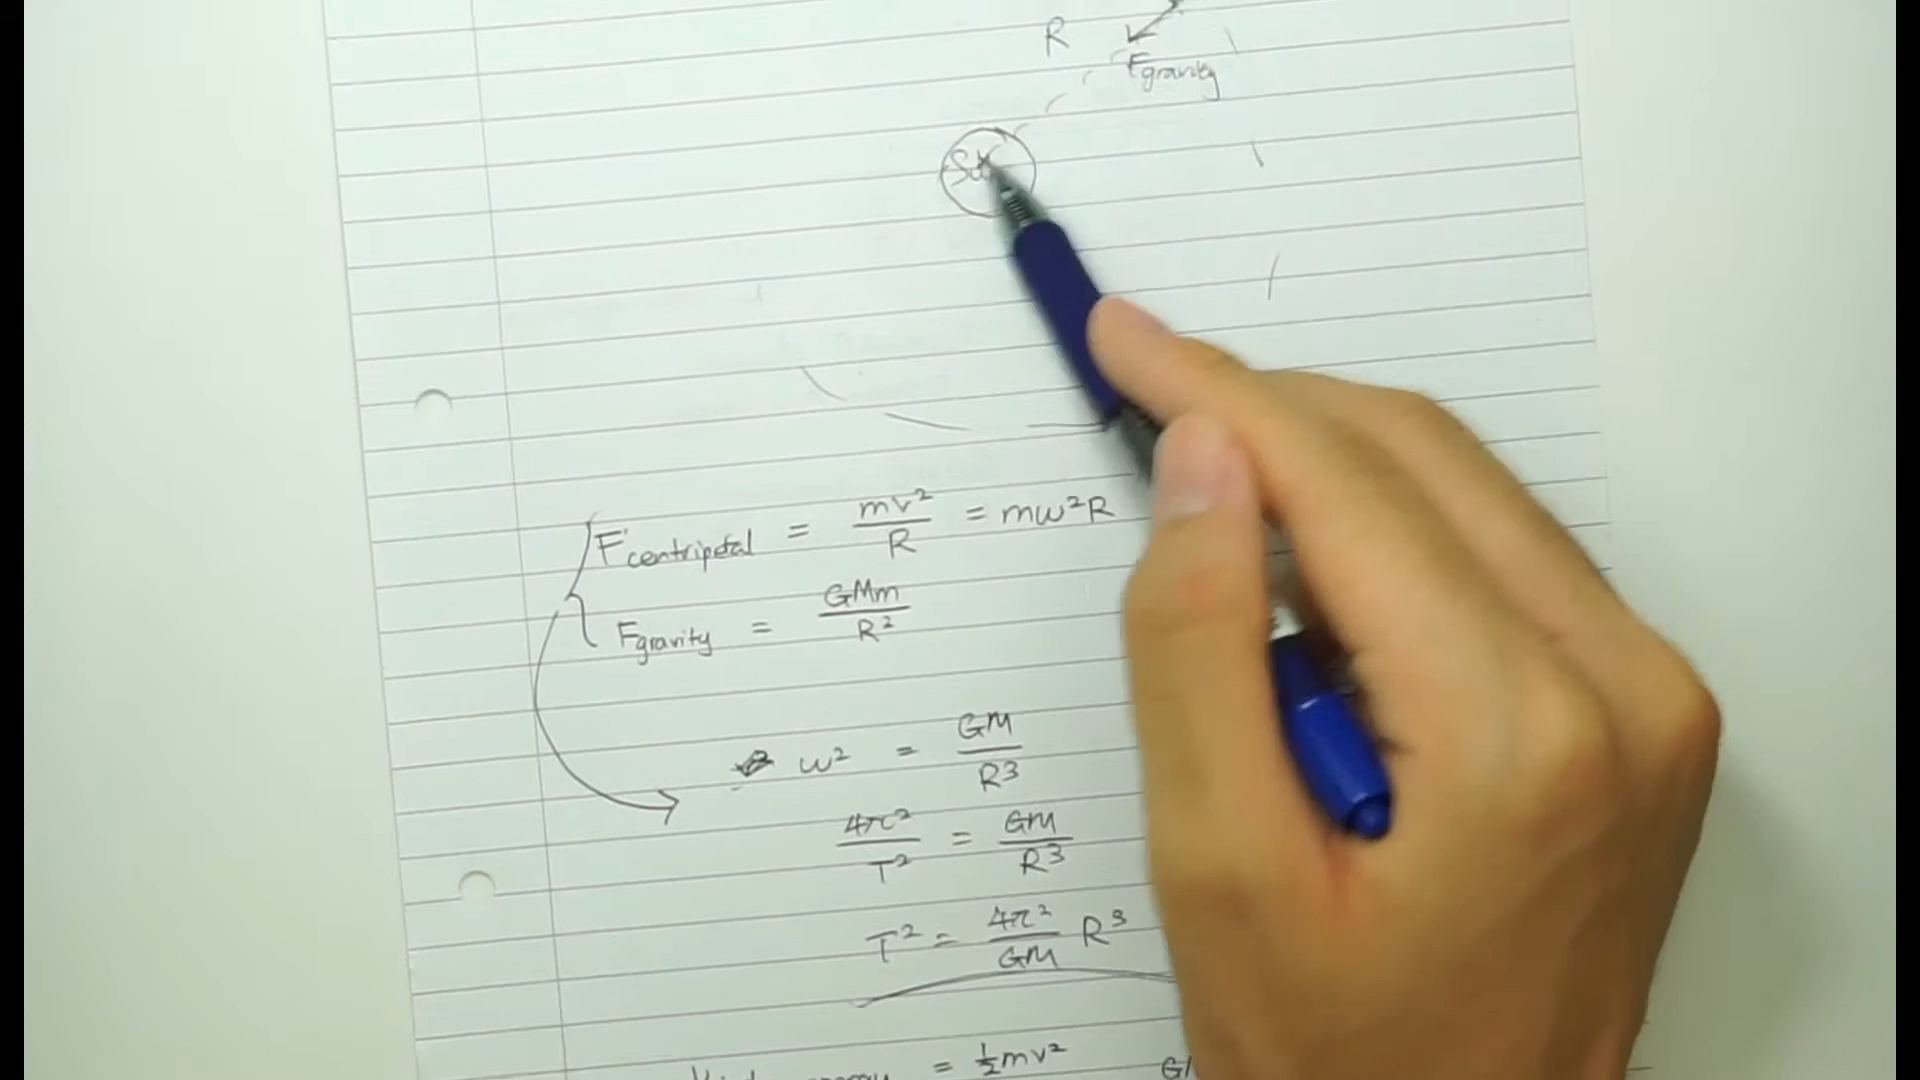 R
Fgravity
Fcentripetal = mv²/R = mω²R
Fgravity = GMm/R²
ω² = GM/R³
4π²/T² = GM/R³
T² = 4π²/GM R³
= ½mv²